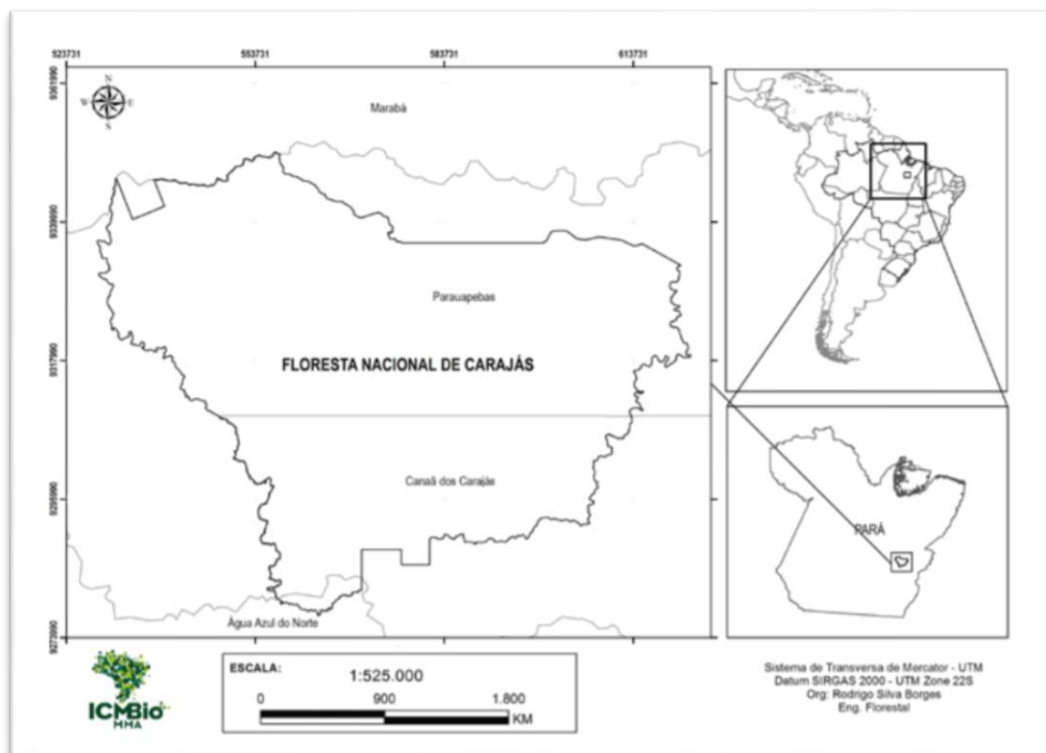 523731 553731 583731 613731
9361990
N
W E
S
Marabá
9339990
Parauapebas
9317990
FLORESTA NACIONAL DE CARAJÁS
Canaã dos Carajás
9295990
PARÁ
Água Azul do Norte
9273990
ICMBio
MMA
ESCALA:
1:525.000
0 900 1.800
KM
Sistema de Transversa de Mercator - UTM
Datum SIRGAS 2000 - UTM Zone 22S
Org: Rodrigo Silva Borges
Eng. Florestal